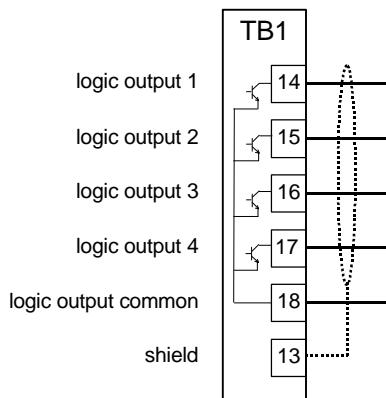 TB1
logic output 1 14
logic output 2 15
logic output 3 16
logic output 4 17
logic output common 18
shield 13